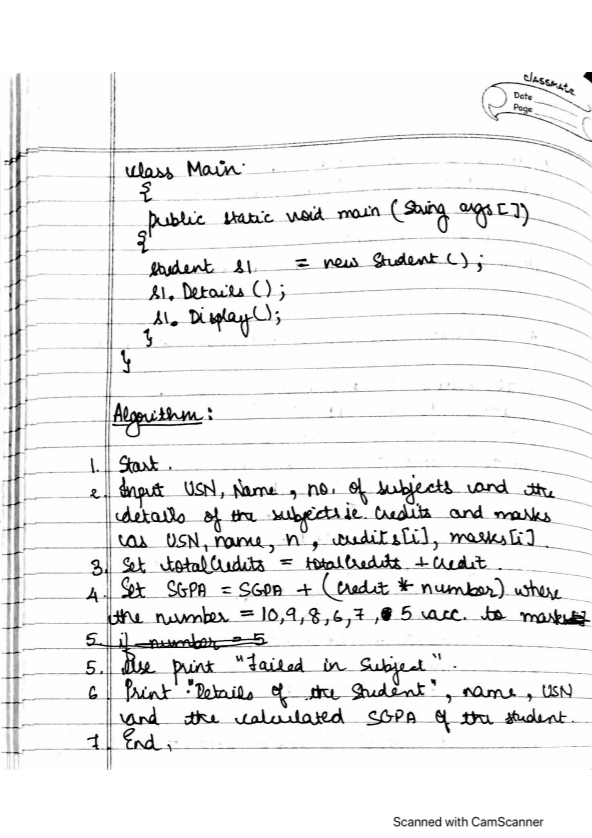 classmate
Date
Page
class Main
{
public static void main (String args [])
{
Student s1 = new Student ();
s1. Details ();
s1. Display();
}
}
Algorithm :
1. Start.
2. Input USN, Name, no. of subjects and the
details of the subjects ie. Credits and marks
as USN, name, n, credits[i], marks[i].
3. Set totalCredits = totalCredits + Credit.
4. Set SGPA = SGPA + (credit * number) where
the number = 10,9,8,6,7, 5 acc. to marks
5. if number = 5
5. Else print "Failed in Subject".
6 Print "Details of the Student", name, USN
and the calculated SGPA of the student.
7. End,
Scanned with CamScanner